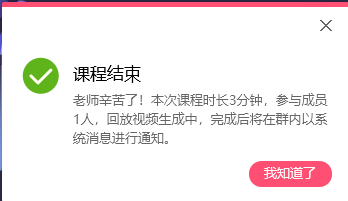 课程结束
老师辛苦了！本次课程时长3分钟，参与成员
1人，回放视频生成中，完成后将在群内以系
统消息进行通知。
我知道了